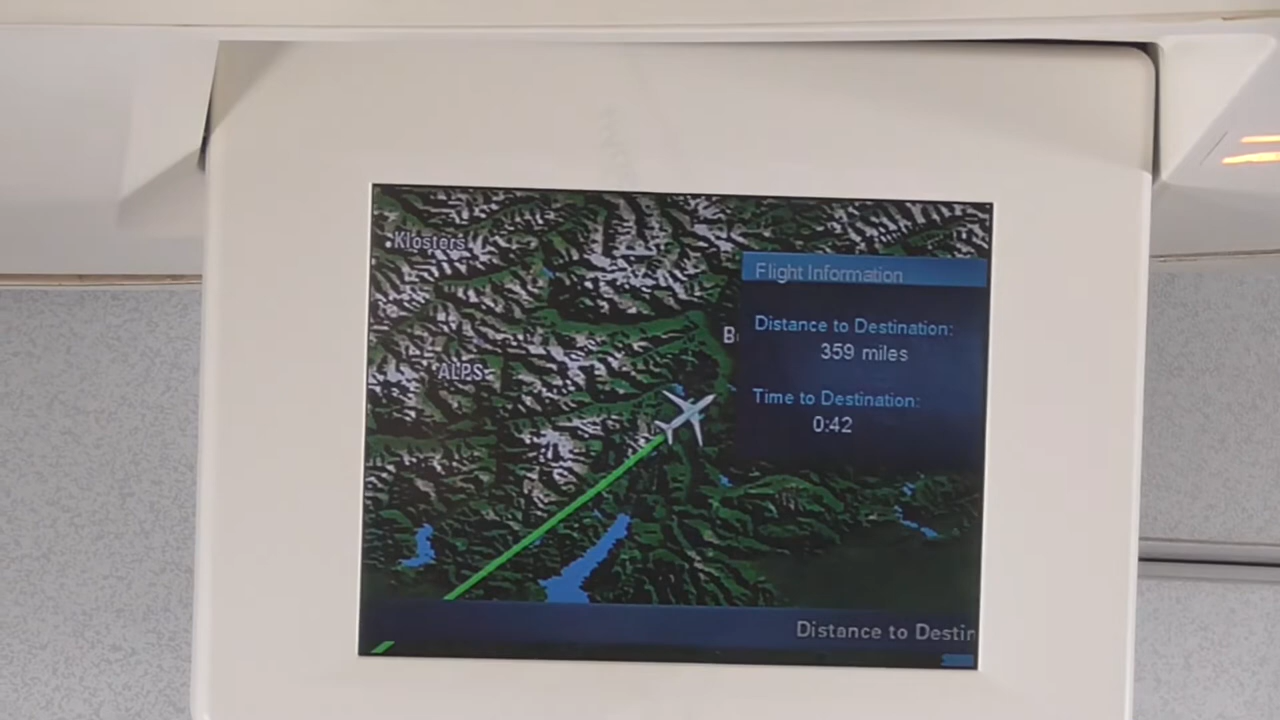 Klosters
Flight Information
Distance to Destination:
359 miles
ALPS
Time to Destination:
0:42
Distance to Destin